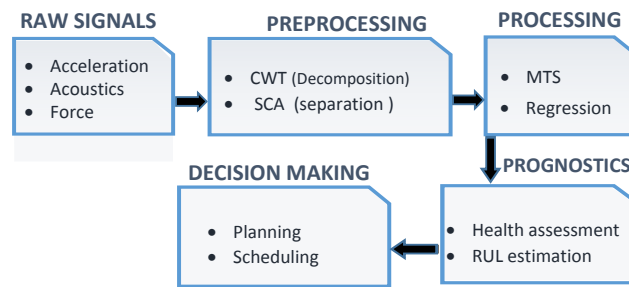 RAW SIGNALS
• Acceleration
• Acoustics
• Force
PREPROCESSING
• CWT (Decomposition)
• SCA (separation )
PROCESSING
• MTS
• Regression
PROGNOSTICS
• Health assessment
• RUL estimation
DECISION MAKING
• Planning
• Scheduling